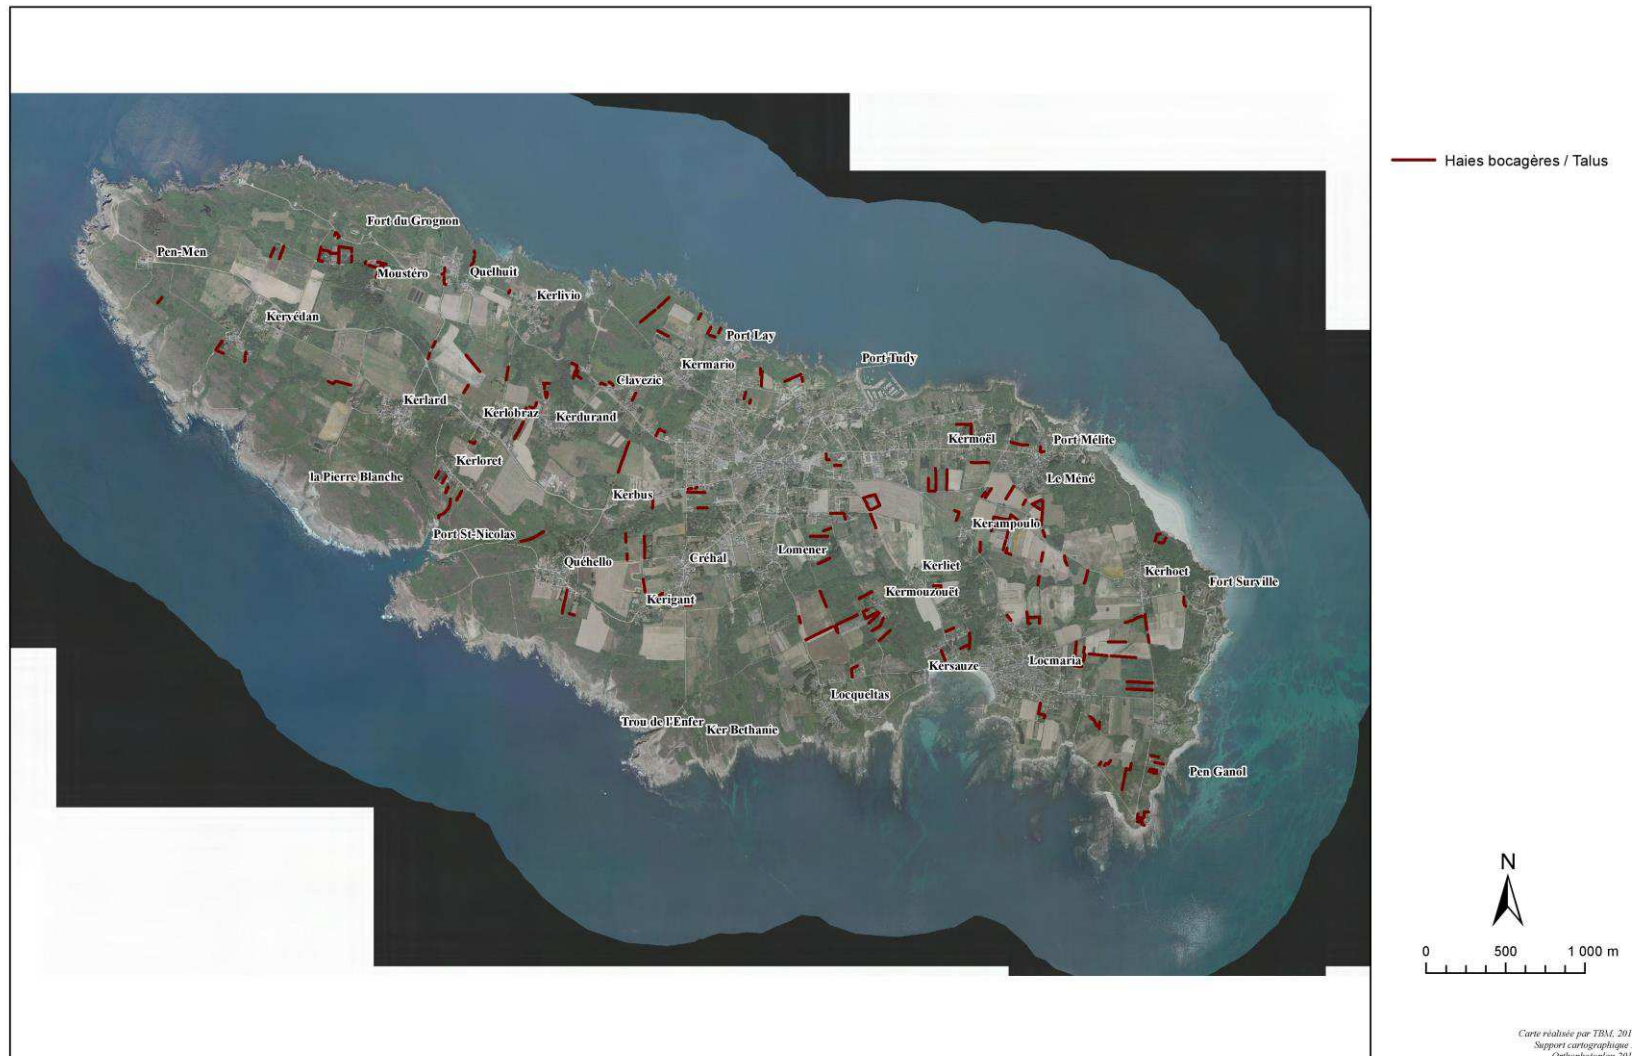 Haies bocagères / Talus
Fort du Grognon
Pen-Men
Moustéro
Quelhuit
Kerlivio
Kervédan
Port Lay
Port Tudy
Kermario
Clavezic
Kerlard
Kerlobraz
Kerdurand
Kermoël
Port Mélite
Kerloret
la Pierre Blanche
Le Méné
Kerbus
Kerampoulo
Port St-Nicolas
Lomener
Créhal
Quéhello
Kerliet
Kerhoet
Fort Surville
Kermouzouët
Kerigant
Kersauze
Locmaria
Locqueltas
Trou de l'Enfer
Ker Bethanie
Pen Ganol
N
0 500 1 000 m
Carte réalisée par TBM,
Support cartographique
Orthophotoplan